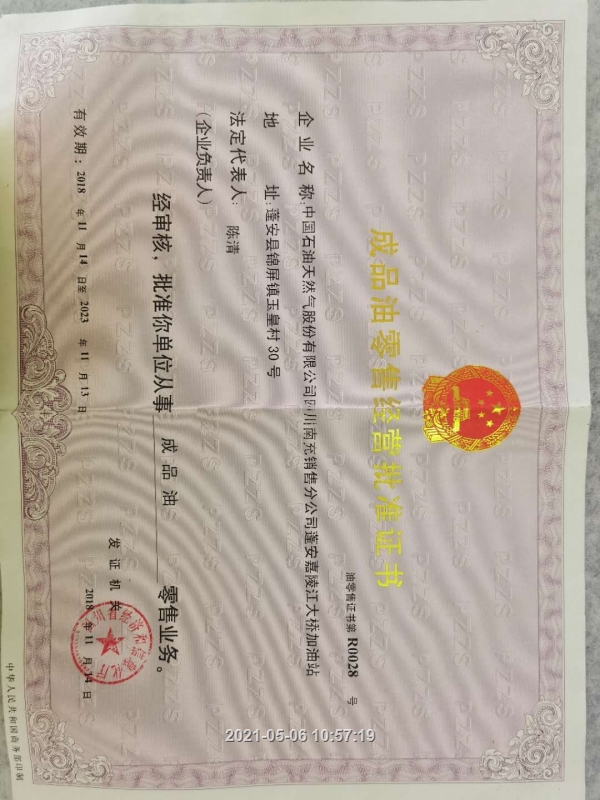 成品油零售经营批准证书
油零售证书第 R0028 号
企业名称:中国石油天然气股份有限公司四川南充销售分公司蓬安嘉陵江大桥加油站
地 址:蓬安县锦屏镇玉皇村30号
法定代表人: 陈清
(企业负责人)
经审核,批准你单位从事 成品油 零售业务。
发证机关
有效期:2018 年 11 月 14 日至 2023 年 11 月 13 日
2018 年 11 月 14 日
中华人民共和国商务部印制
2021-05-06 10:57:19